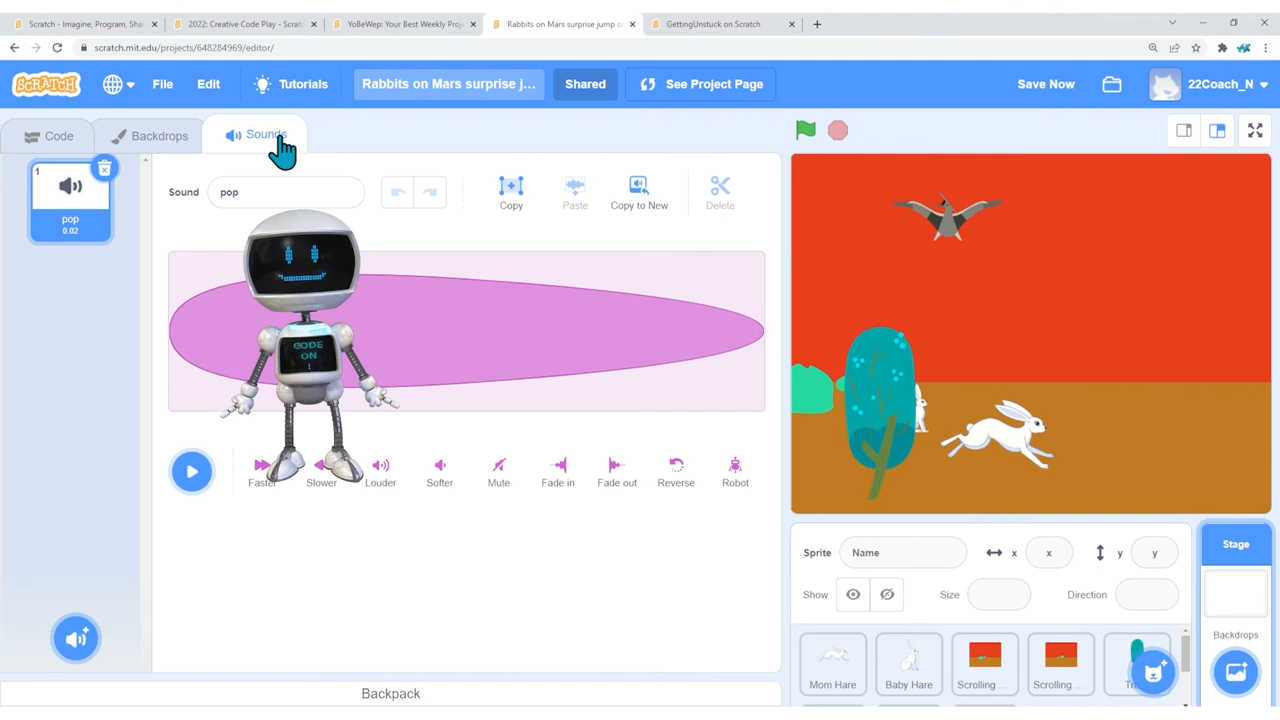 Scratch - Imagine, Program, Sha
2022: Creative Code Play - Scratc
YoBeWep: Your Best Weekly Proj
Rabbits on Mars surprise jump o
GettingUnstuck on Scratch
scratch.mit.edu/projects/648284969/editor/
SCRATCH
File
Edit
Tutorials
Rabbits on Mars surprise j...
Shared
See Project Page
Save Now
22Coach_N
Code
Backdrops
Sounds
1
pop
0.02
Sound
pop
Copy
Paste
Copy to New
Delete
CODE
ON
!
Faster
Slower
Louder
Softer
Mute
Fade in
Fade out
Reverse
Robot
Sprite
Name
x
x
y
y
Show
Size
Direction
Stage
Backdrops
Mom Hare
Baby Hare
Scrolling ...
Scrolling ...
Backpack